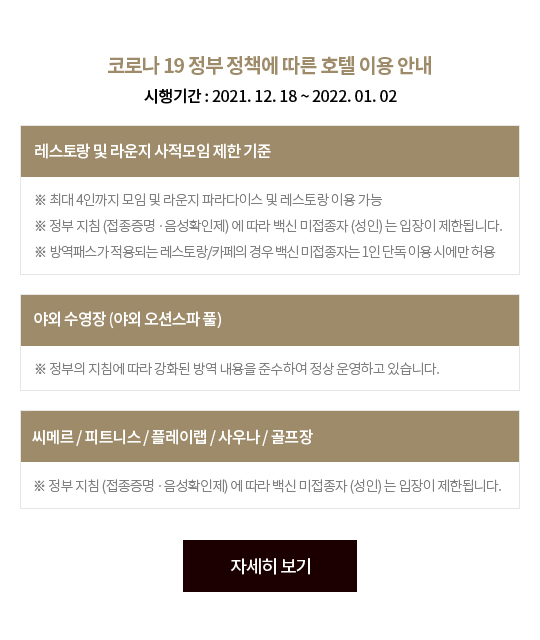 코로나 19 정부 정책에 따른 호텔 이용 안내
시행기간 : 2021. 12. 18 ~ 2022. 01. 02
레스토랑 및 라운지 사적모임 제한 기준
※ 최대 4인까지 모임 및 라운지 파라다이스 및 레스토랑 이용 가능
※ 정부 지침 (접종증명 · 음성확인제) 에 따라 백신 미접종자 (성인) 는 입장이 제한됩니다.
※ 방역패스가 적용되는 레스토랑/카페의 경우 백신 미접종자는 1인 단독 이용 시에만 허용
야외 수영장 (야외 오션스파 풀)
※ 정부의 지침에 따라 강화된 방역 내용을 준수하여 정상 운영하고 있습니다.
씨메르 / 피트니스 / 플레이랩 / 사우나 / 골프장
※ 정부 지침 (접종증명 · 음성확인제) 에 따라 백신 미접종자 (성인) 는 입장이 제한됩니다.
자세히 보기